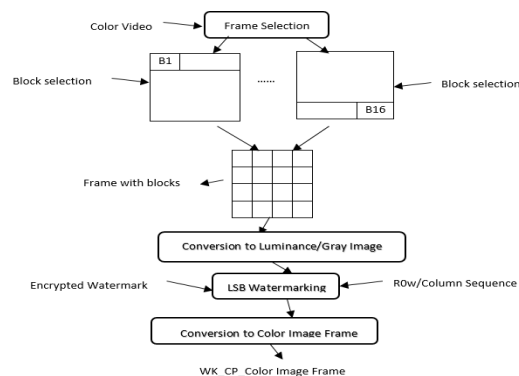 Color Video
Frame Selection
B1
Block selection
......
Block selection
B16
Frame with blocks
Conversion to Luminance/Gray Image
Encrypted Watermark
LSB Watermarking
R0w/Column Sequence
Conversion to Color Image Frame
WK_CP_Color Image Frame